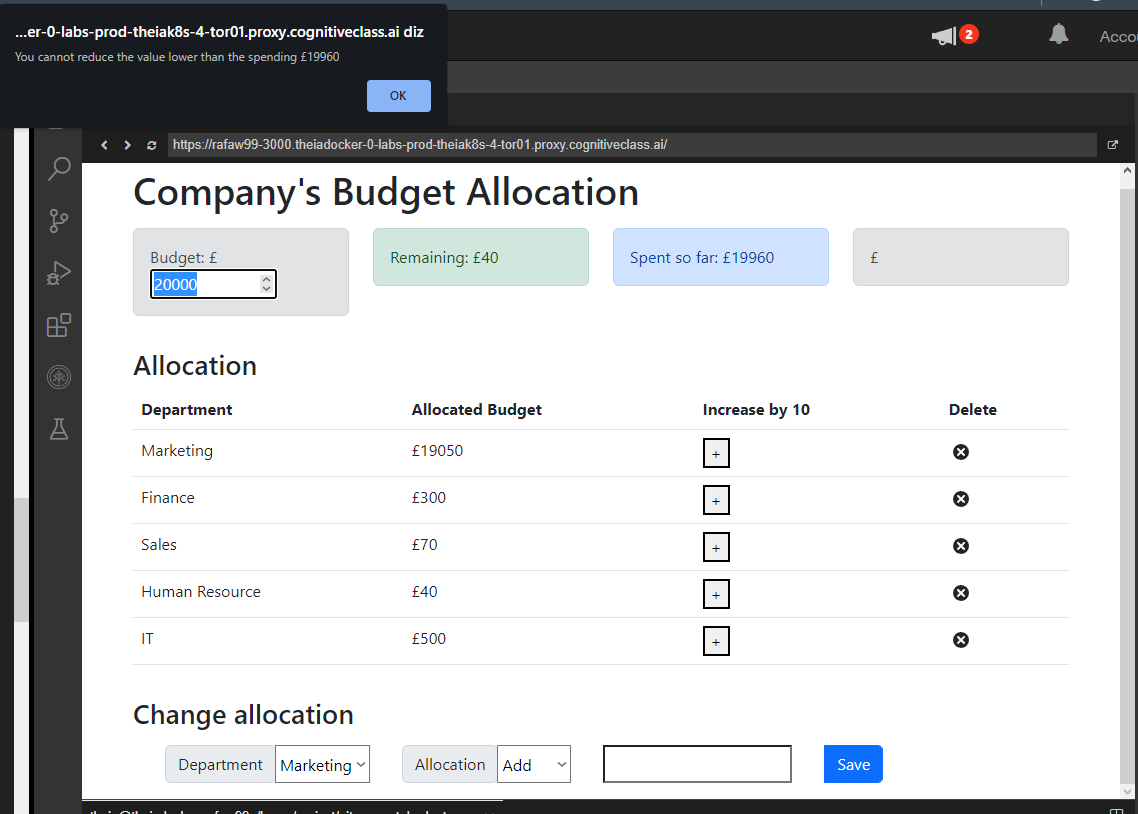 ...er-0-labs-prod-theiak8s-4-tor01.proxy.cognitiveclass.ai diz
You cannot reduce the value lower than the spending £19960
OK
2
Accou
https://rafaw99-3000.theiadocker-0-labs-prod-theiak8s-4-tor01.proxy.cognitiveclass.ai/
Company's Budget Allocation
Budget: £
20000
Remaining: £40
Spent so far: £19960
£
Allocation
Department Allocated Budget Increase by 10 Delete
Marketing £19050 +
Finance £300 +
Sales £70 +
Human Resource £40 +
IT £500 +
Change allocation
Department Marketing Allocation Add Save